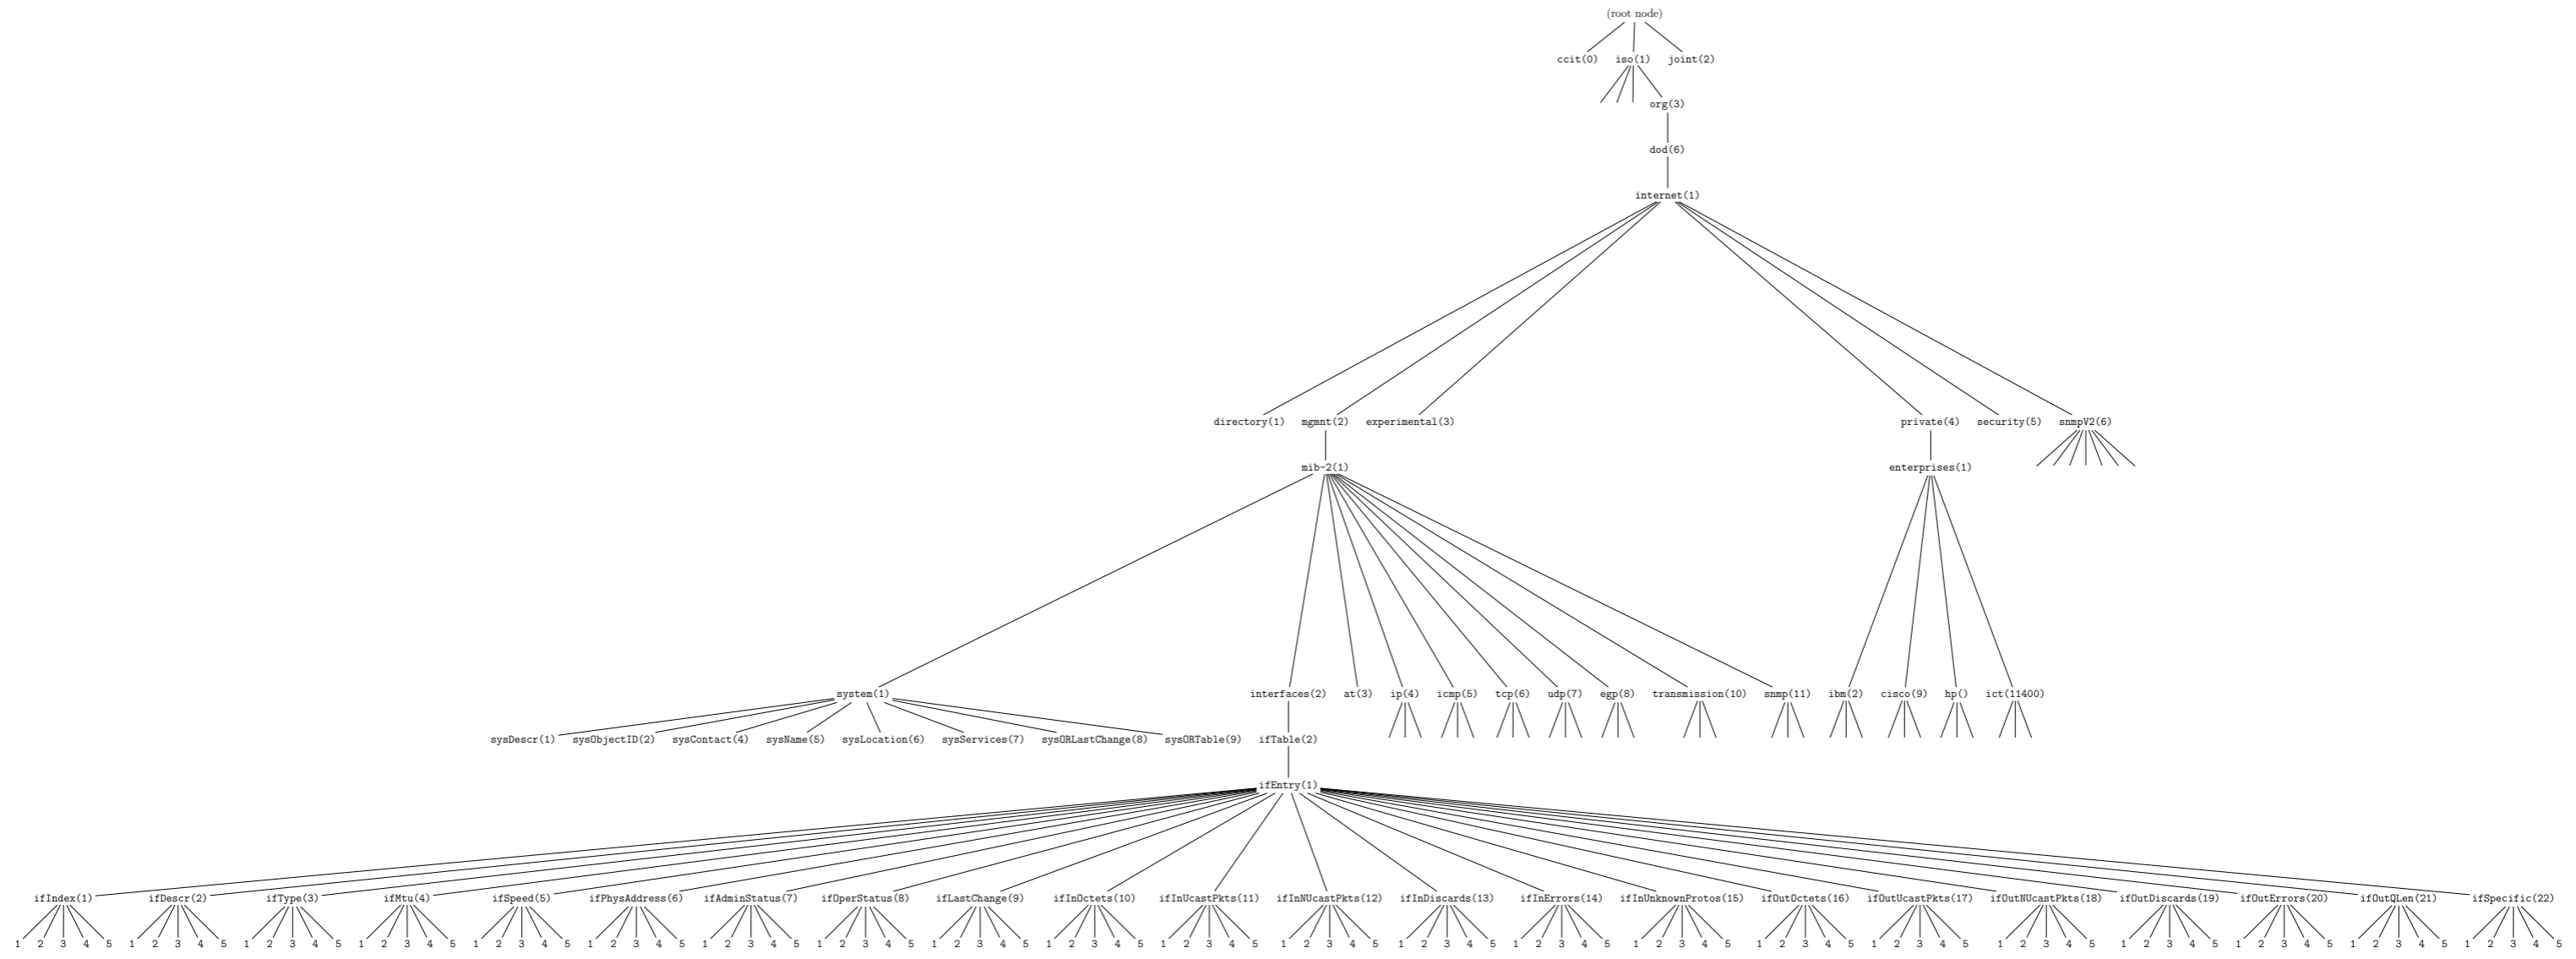 (root node)
ccit(0) iso(1) joint(2)
org(3)
dod(6)
internet(1)
directory(1) mgmnt(2) experimental(3) private(4) security(5) snmpV2(6)
mib-2(1) enterprises(1)
system(1) interfaces(2) at(3) ip(4) icmp(5) tcp(6) udp(7) egp(8) transmission(10) snmp(11) ibm(2) cisco(9) hp() ict(11400)
sysDescr(1) sysObjectID(2) sysContact(4) sysName(5) sysLocation(6) sysServices(7) sysORLastChange(8) sysORTable(9) ifTable(2)
ifEntry(1)
ifIndex(1) ifDescr(2) ifType(3) ifMtu(4) ifSpeed(5) ifPhysAddress(6) ifAdminStatus(7) ifOperStatus(8) ifLastChange(9) ifInOctets(10) ifInUcastPkts(11) ifInNUcastPkts(12) ifInDiscards(13) ifInErrors(14) ifInUnknownProtos(15) ifOutOctets(16) ifOutUcastPkts(17) ifOutNUcastPkts(18) ifOutDiscards(19) ifOutErrors(20) ifOutQLen(21) ifSpecific(22)
1 2 3 4 5 1 2 3 4 5 1 2 3 4 5 1 2 3 4 5 1 2 3 4 5 1 2 3 4 5 1 2 3 4 5 1 2 3 4 5 1 2 3 4 5 1 2 3 4 5 1 2 3 4 5 1 2 3 4 5 1 2 3 4 5 1 2 3 4 5 1 2 3 4 5 1 2 3 4 5 1 2 3 4 5 1 2 3 4 5 1 2 3 4 5 1 2 3 4 5 1 2 3 4 5 1 2 3 4 5